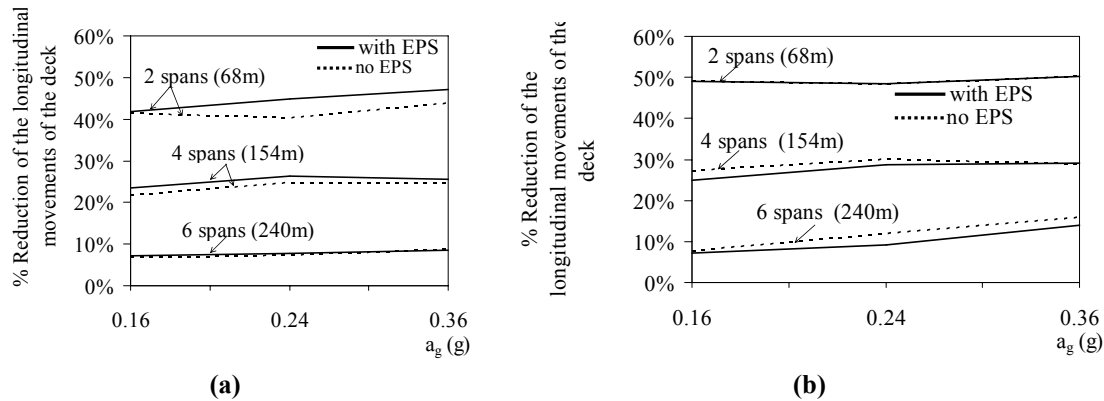 % Reduction of the longitudinal
movements of the deck
60%
50%
40%
30%
20%
10%
0%
with EPS
no EPS
2 spans (68m)
4 spans (154m)
6 spans (240m)
0.16
0.24
0.36
a_g (g)
(a)
% Reduction of the
longitudinal movements of the
deck
60%
50%
40%
30%
20%
10%
0%
2 spans (68m)
with EPS
no EPS
4 spans (154m)
6 spans (240m)
0.16
0.24
0.36
a_g (g)
(b)